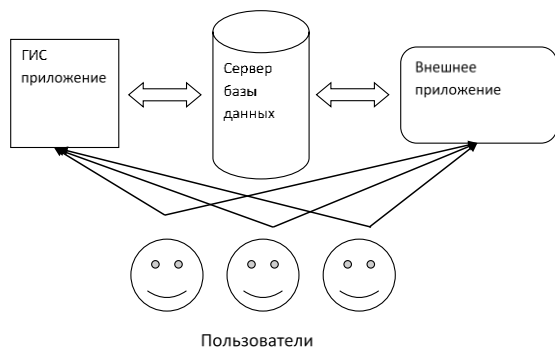 ГИС
приложение
Сервер
базы
данных
Внешнее
приложение
Пользователи